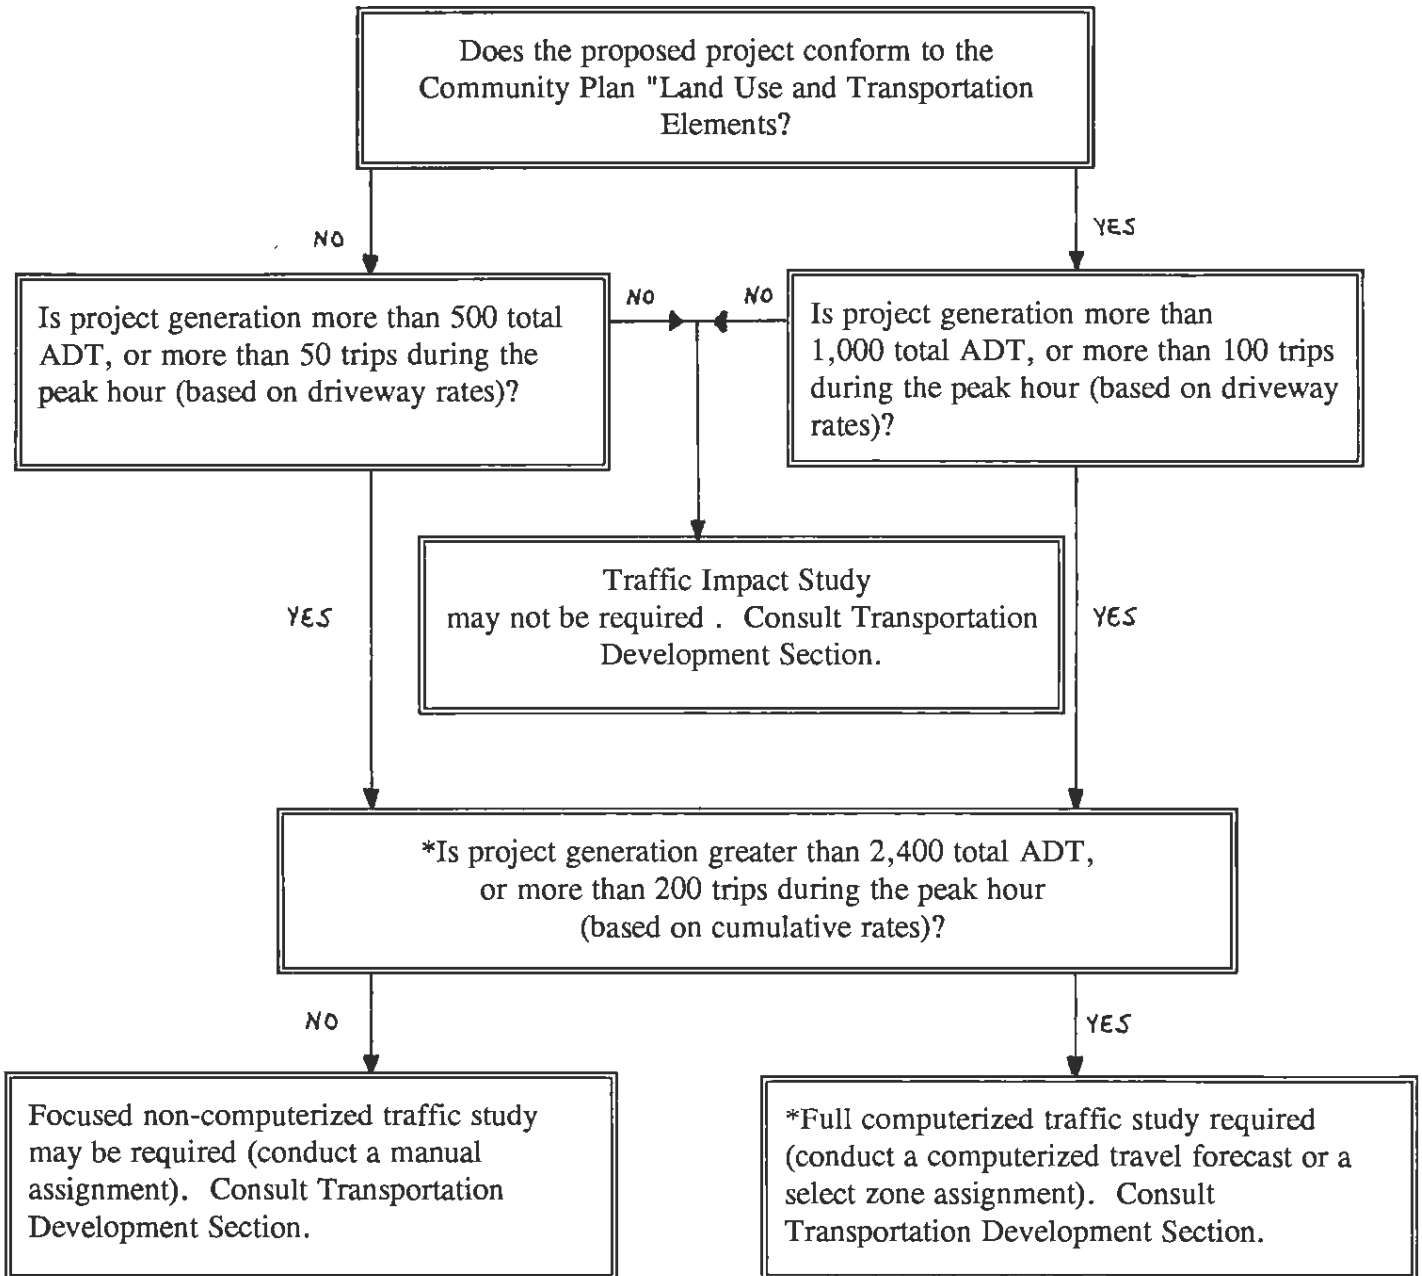 Does the proposed project conform to the
Community Plan "Land Use and Transportation
Elements?
NO
YES
Is project generation more than 500 total
ADT, or more than 50 trips during the
peak hour (based on driveway rates)?
NO
NO
Is project generation more than
1,000 total ADT, or more than 100 trips
during the peak hour (based on driveway
rates)?
YES
Traffic Impact Study
may not be required . Consult Transportation
Development Section.
YES
*Is project generation greater than 2,400 total ADT,
or more than 200 trips during the peak hour
(based on cumulative rates)?
NO
YES
Focused non-computerized traffic study
may be required (conduct a manual
assignment). Consult Transportation
Development Section.
*Full computerized traffic study required
(conduct a computerized travel forecast or a
select zone assignment). Consult
Transportation Development Section.